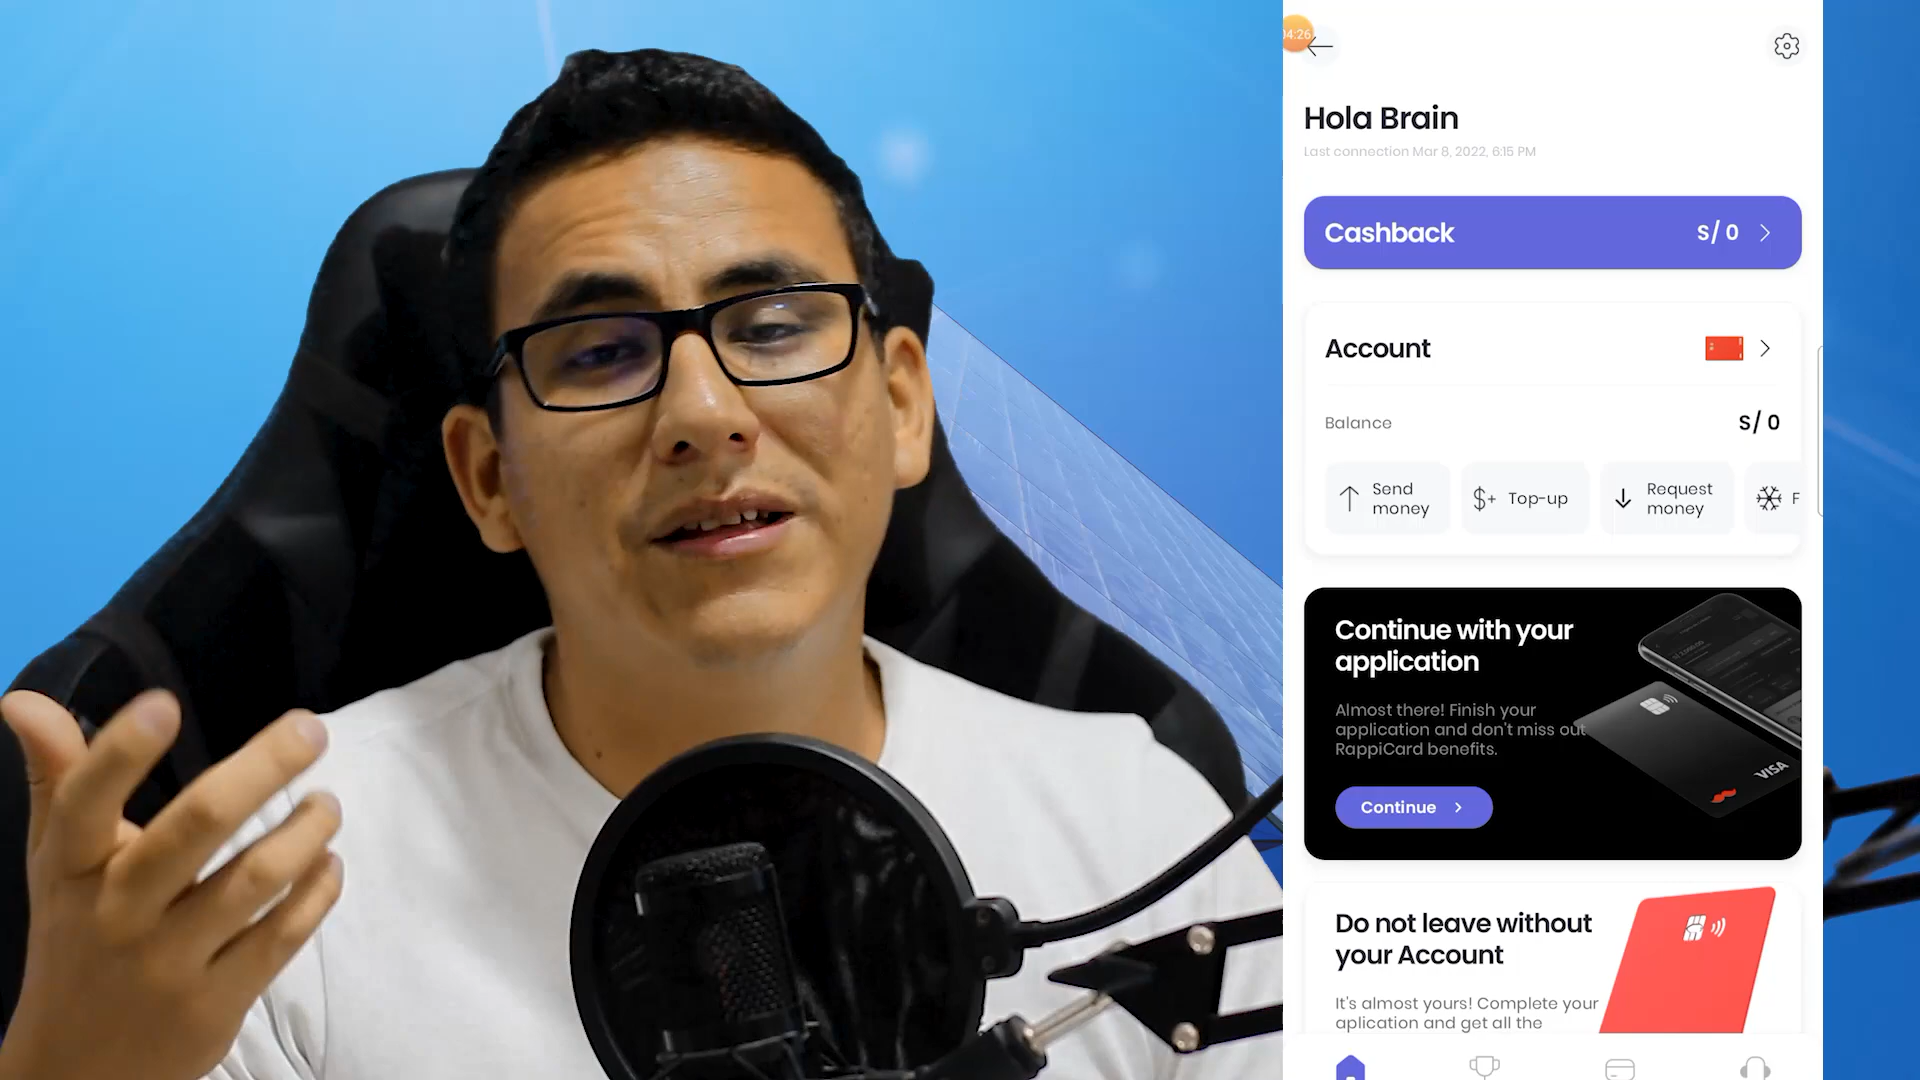 04:26
Hola Brain
Last connection Mar 8, 2022, 6:15 PM
Cashback S/ 0
Account
Balance S/ 0
Send money
Top-up
Request money
F
Continue with your
application
Almost there! Finish your
application and don't miss out
RappiCard benefits.
VISA
Continue
Do not leave without
your Account
It's almost yours! Complete your
aplication and get all the